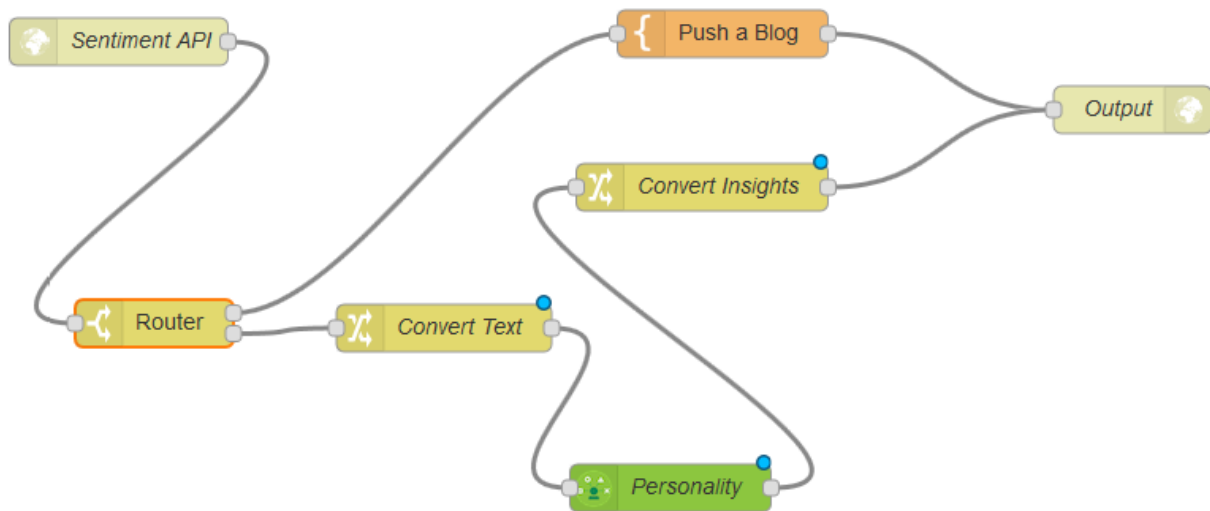 Sentiment API
Push a Blog
Output
Convert Insights
Router
Convert Text
Personality